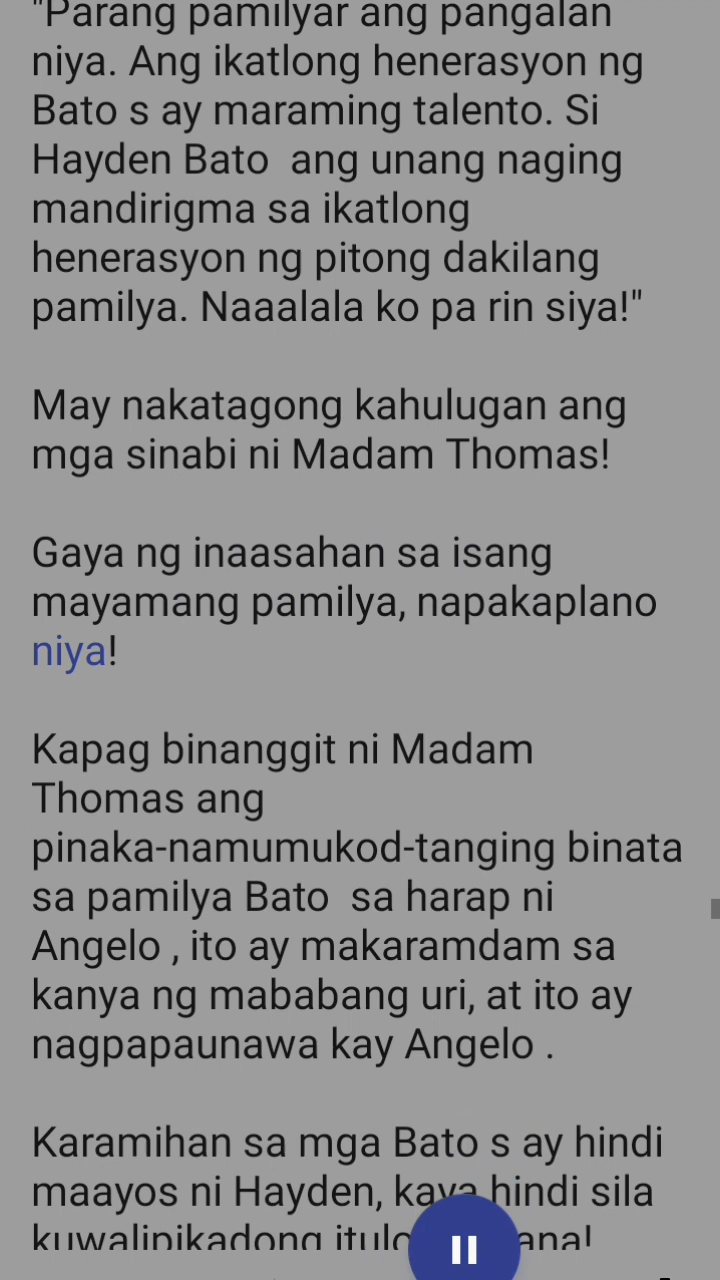 "Parang pamilyar ang pangalan
niya. Ang ikatlong henerasyon ng
Bato s ay maraming talento. Si
Hayden Bato  ang unang naging
mandirigma sa ikatlong
henerasyon ng pitong dakilang
pamilya. Naaalala ko pa rin siya!"
May nakatagong kahulugan ang
mga sinabi ni Madam Thomas!
Gaya ng inaasahan sa isang
mayamang pamilya, napakaplano
niya!
Kapag binanggit ni Madam
Thomas ang
pinaka-namumukod-tanging binata
sa pamilya Bato  sa harap ni
Angelo , ito ay makaramdam sa
kanya ng mababang uri, at ito ay
nagpapaunawa kay Angelo .
Karamihan sa mga Bato s ay hindi
maayos ni Hayden, kaya hindi sila
kuwalipikadong